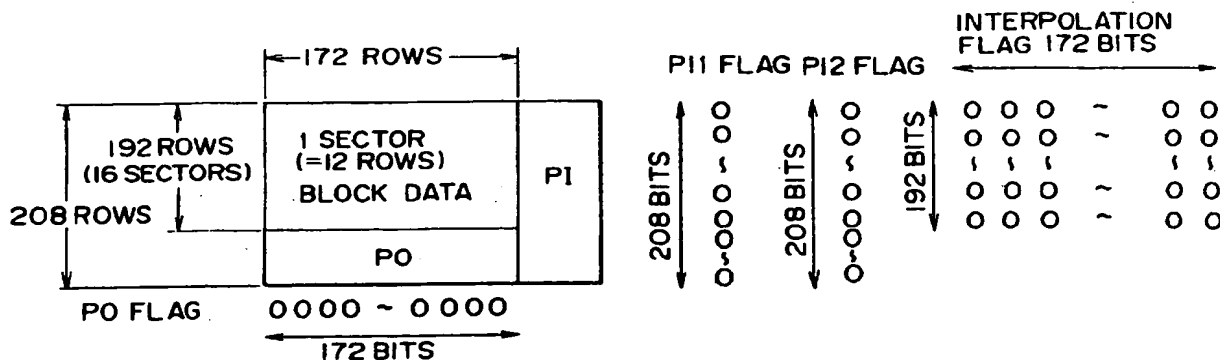 172 ROWS
192 ROWS
(16 SECTORS)
208 ROWS
1 SECTOR
(=12 ROWS)
BLOCK DATA
PI
PO
PO FLAG
0000 ~ 0000
172 BITS
PI1 FLAG
208 BITS
O
O
~
O
O
O
~
O
PI2 FLAG
208 BITS
O
O
~
O
O
O
~
O
INTERPOLATION
FLAG 172 BITS
192 BITS
O O O ~ O O
O O O ~ O O
~ ~ ~ ~ ~
O O O ~ O O
O O O ~ O O